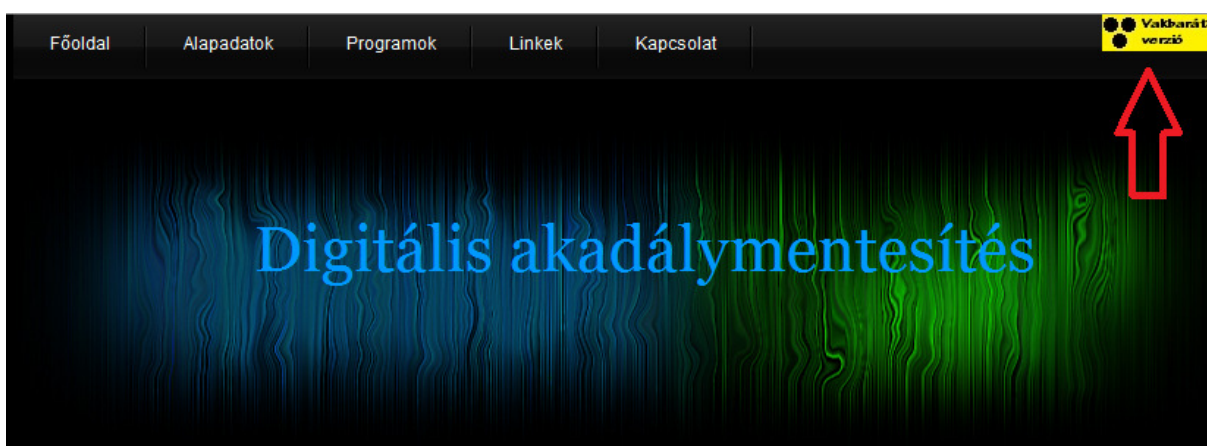 Főoldal Alapadatok Programok Linkek Kapcsolat
Vakbarát
verzió
Digitális akadálymentesítés